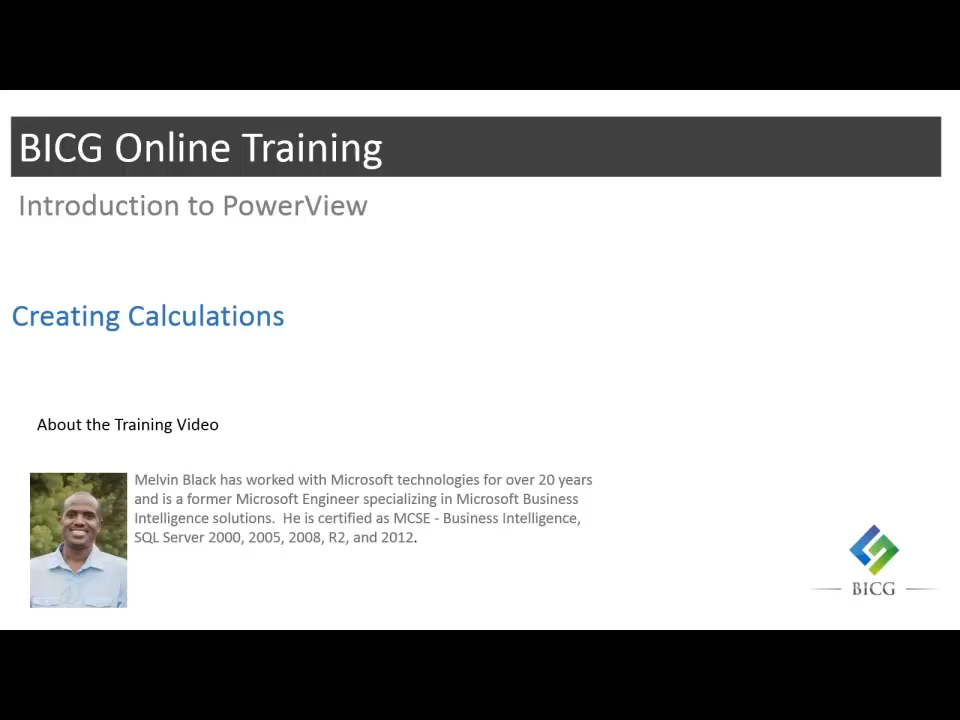 BICG Online Training
Introduction to PowerView
Creating Calculations
About the Training Video
Melvin Black has worked with Microsoft technologies for over 20 years
and is a former Microsoft Engineer specializing in Microsoft Business
Intelligence solutions.  He is certified as MCSE - Business Intelligence,
SQL Server 2000, 2005, 2008, R2, and 2012.
BICG